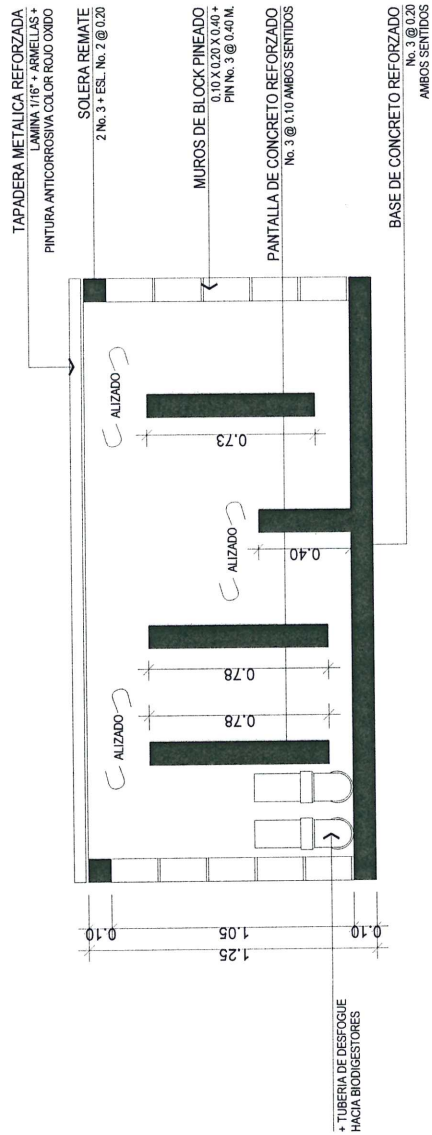 TAPADERA METALICA REFORZADA
LAMINA 1/16" + ARMELLAS +
PINTURA ANTICORROSIVA COLOR ROJO OXIDO
SOLERA REMATE
2 No. 3 + ESL. No. 2 @ 0.20
MUROS DE BLOCK PINEADO
0.10 X 0.20 X 0.40 +
PIN No. 3 @ 0.40 M.
PANTALLA DE CONCRETO REFORZADO
No. 3 @ 0.10 AMBOS SENTIDOS
BASE DE CONCRETO REFORZADO
No. 3 @ 0.20
AMBOS SENTIDOS
ALIZADO
ALIZADO
ALIZADO
0.73
0.40
0.78
0.78
0.10
1.05
0.10
1.25
+ TUBERIA DE DESFOGUE
HACIA BIODIGESTORES